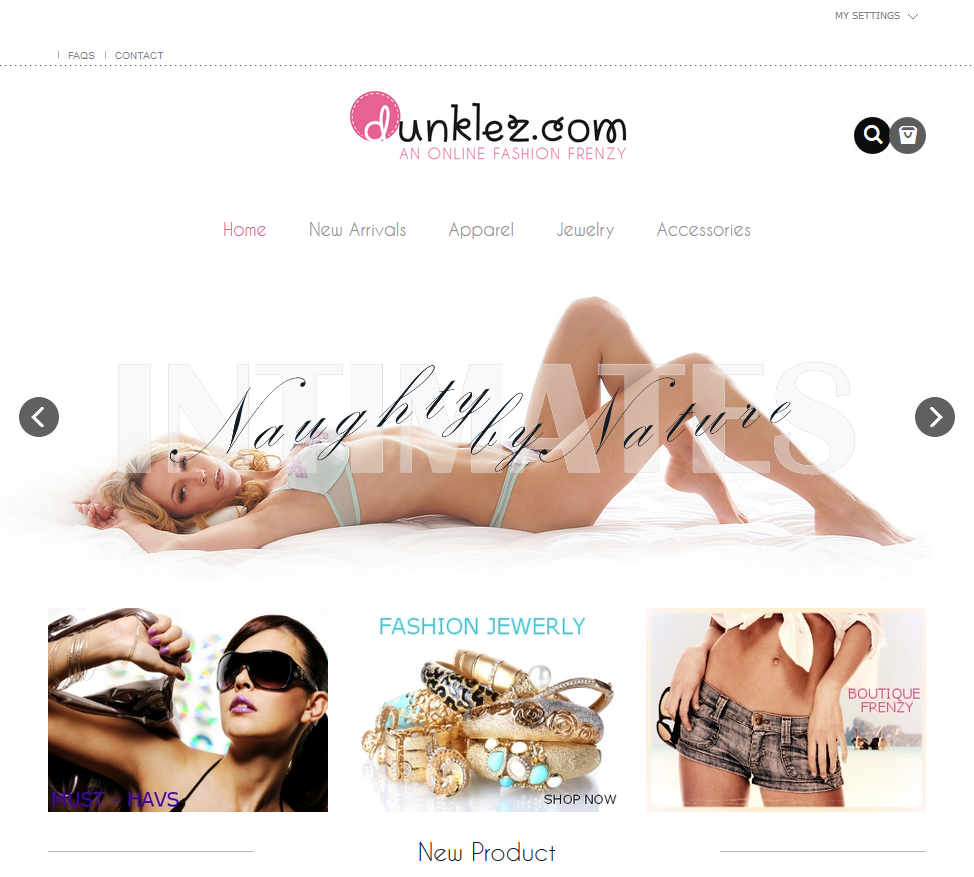 MY SETTINGS
FAQS
CONTACT
dunklez.com
AN ONLINE FASHION FRENZY
Home
New Arrivals
Apparel
Jewelry
Accessories
INTIMATES
Naughty by Nature
FASHION JEWERLY
BOUTIQUE
FRENZY
MUST - HAVS
SHOP NOW
New Product